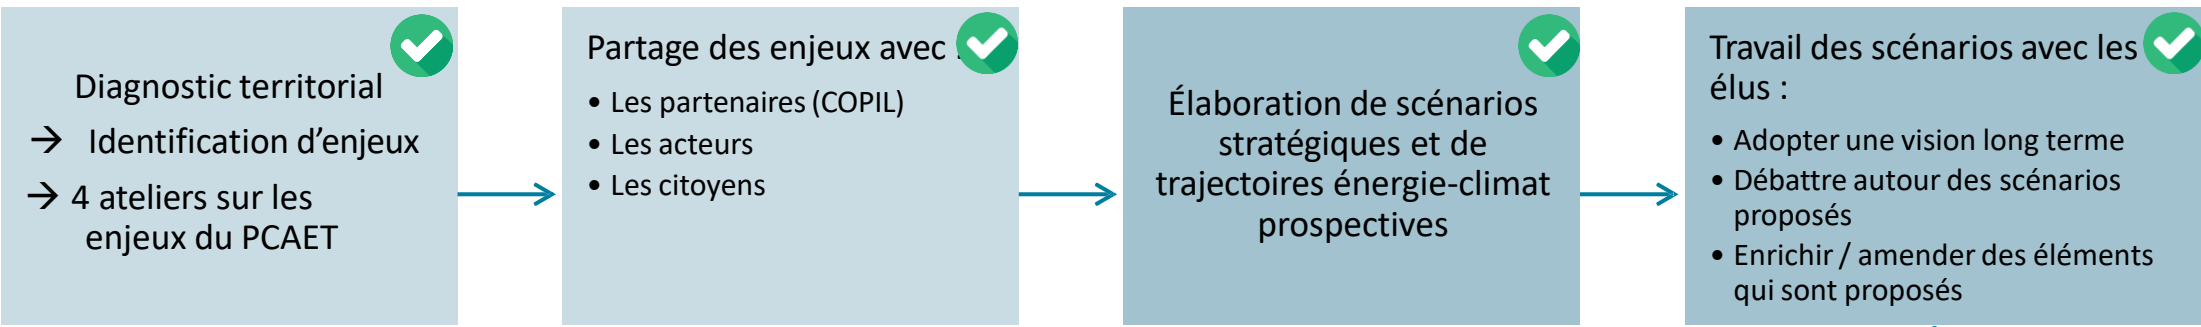 Diagnostic territorial
→ Identification d’enjeux
→ 4 ateliers sur les
enjeux du PCAET
Partage des enjeux avec :
• Les partenaires (COPIL)
• Les acteurs
• Les citoyens
Élaboration de scénarios
stratégiques et de
trajectoires énergie-climat
prospectives
Travail des scénarios avec les
élus :
• Adopter une vision long terme
• Débattre autour des scénarios
proposés
• Enrichir / amender des éléments
qui sont proposés